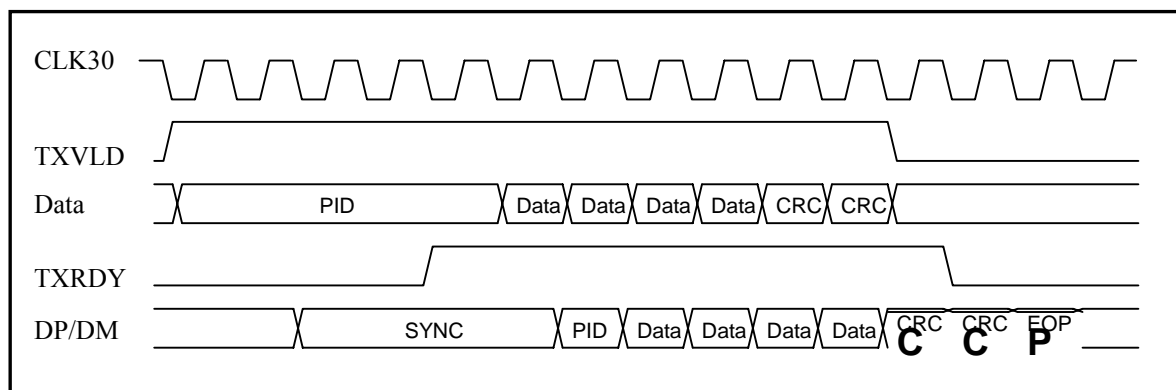 CLK30
TXVLD
Data PID Data Data Data Data CRC CRC
TXRDY
DP/DM SYNC PID Data Data Data Data CRC CRC EOP
C C P